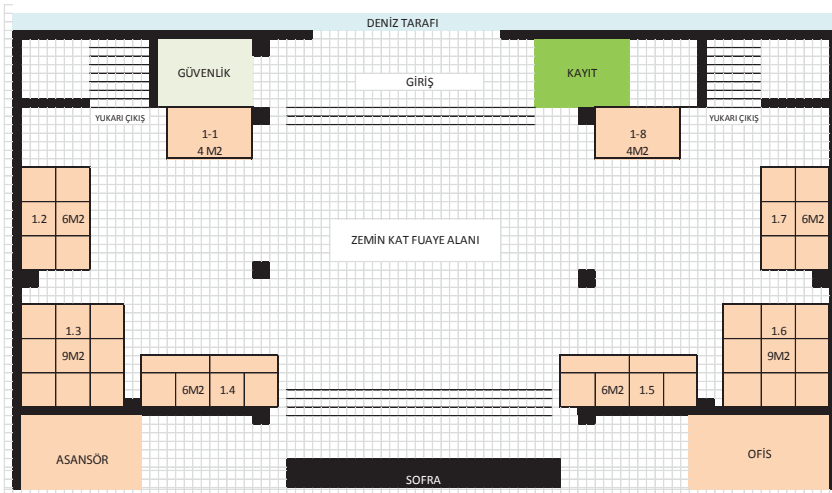 DENİZ TARAFI
GÜVENLİK
GİRİŞ
KAYIT
YUKARI ÇIKIŞ
YUKARI ÇIKIŞ
1-1
4 M2
1-8
4M2
1.2 6M2
1.7 6M2
ZEMİN KAT FUAYE ALANI
1.3
9M2
1.6
9M2
6M2 1.4
6M2 1.5
ASANSÖR
OFİS
SOFRA